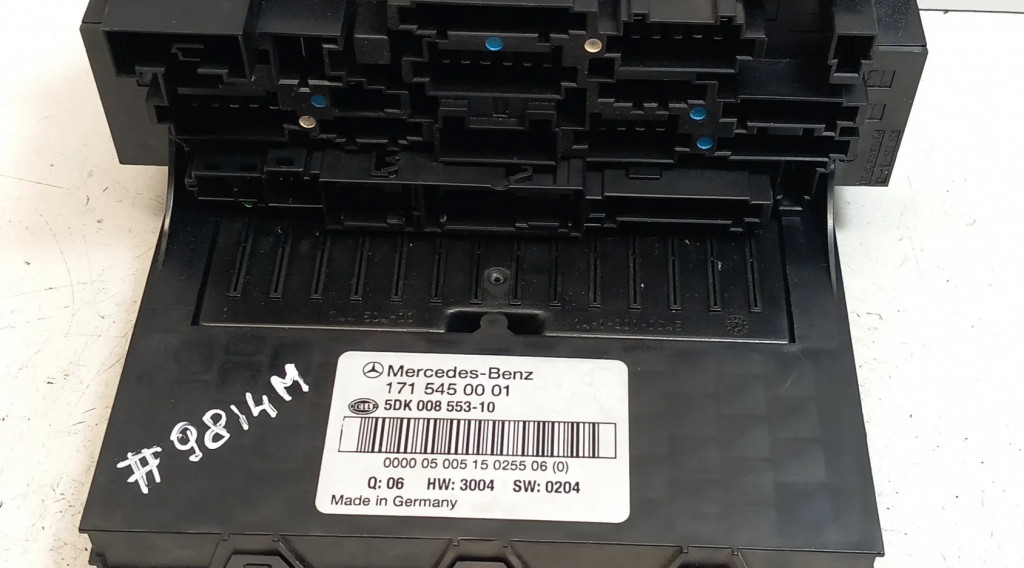 Mercedes-Benz
171 545 00 01
HELLA 5DK 008 553-10
0000 05 005 15 0255 06 (0)
Q: 06 HW: 3004 SW: 0204
Made in Germany
#9814M